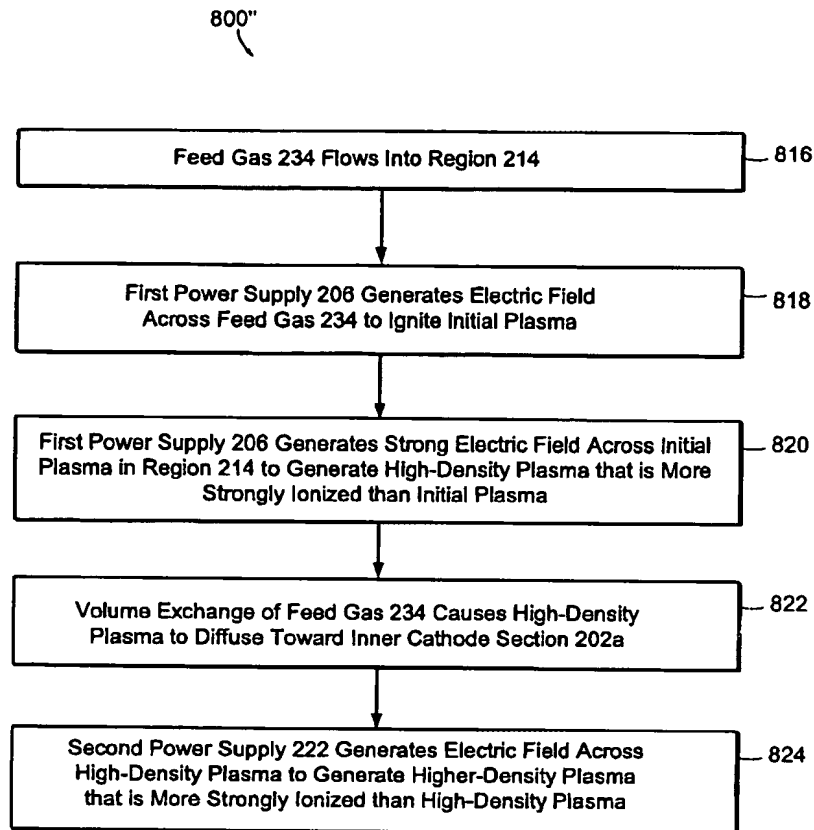 800"
Feed Gas 234 Flows Into Region 214
816
First Power Supply 206 Generates Electric Field
Across Feed Gas 234 to Ignite Initial Plasma
818
First Power Supply 206 Generates Strong Electric Field Across Initial
Plasma in Region 214 to Generate High-Density Plasma that is More
Strongly Ionized than Initial Plasma
820
Volume Exchange of Feed Gas 234 Causes High-Density
Plasma to Diffuse Toward Inner Cathode Section 202a
822
Second Power Supply 222 Generates Electric Field Across
High-Density Plasma to Generate Higher-Density Plasma
that is More Strongly Ionized than High-Density Plasma
824